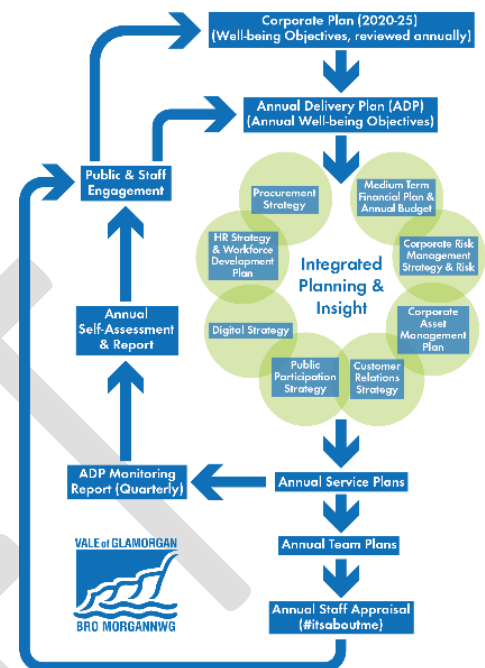 Corporate Plan (2020-25)
(Well-being Objectives, reviewed annually)
Annual Delivery Plan (ADP)
(Annual Well-being Objectives)
Public & Staff
Engagement
Procurement
Strategy
Medium Term
Financial Plan &
Annual Budget
HR Strategy
& Workforce
Development
Plan
Corporate Risk
Management
Strategy & Risk
Integrated
Planning &
Insight
Digital Strategy
Corporate
Asset
Management
Plan
Public
Participation
Strategy
Customer
Relations
Strategy
Annual
Self-Assessment
& Report
ADP Monitoring
Report (Quarterly)
Annual Service Plans
Annual Team Plans
Annual Staff Appraisal
(#itsaboutme)
VALE of GLAMORGAN
BRO MORGANNWG